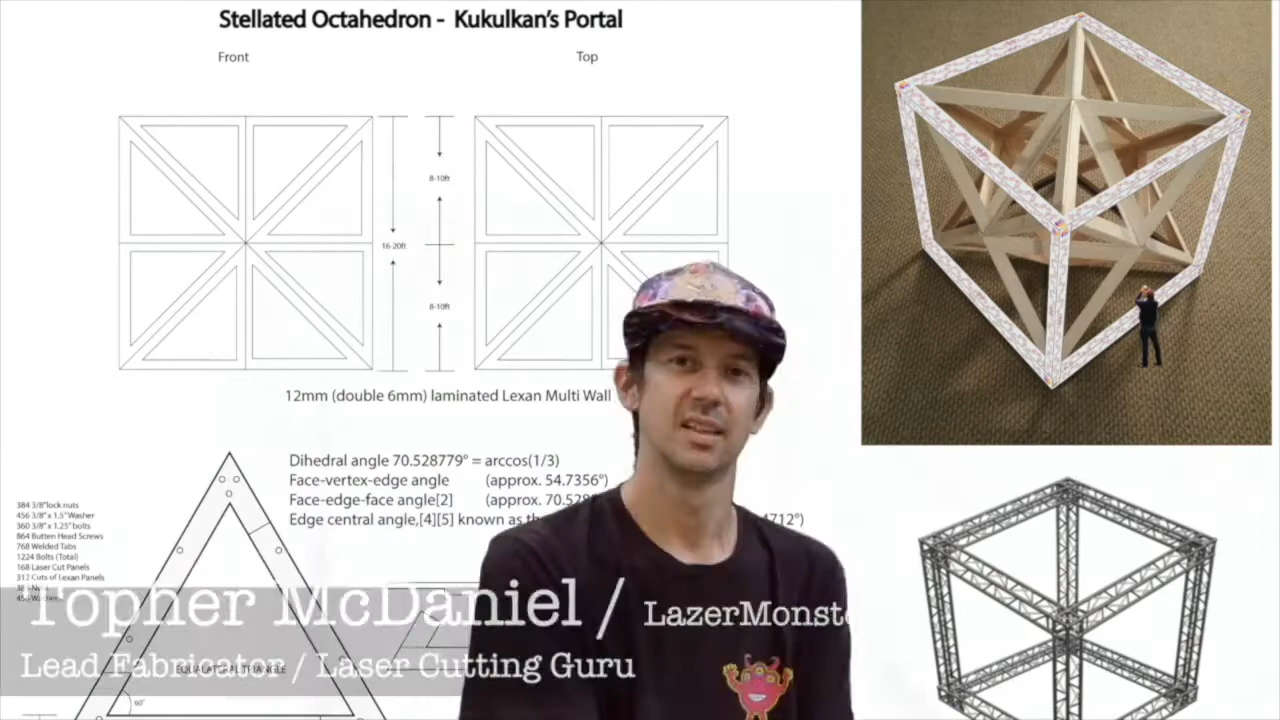 Stellated Octahedron - Kukulkan's Portal
Front
Top
8-10ft
16-20ft
8-10ft
12mm (double 6mm) laminated Lexan Multi Wall
Dihedral angle 70.528779° = arccos(1/3)
Face-vertex-edge angle (approx. 54.7356°)
Face-edge-face angle[2] (approx. 70.528
Edge central angle,[4][5] known as th 4712°)
384 3/8"lock nuts
456 3/8" x 1.5" Washer
360 3/8" x 1.25" bolts
864 Butten Head Screws
768 Welded Tabs
1224 Bolts (Total)
168 Laser Cut Panels
312 Cuts of Lexan Panels
Topher McDaniel / LazerMonste
Lead Fabricator / Laser Cutting Guru
EQUALATERAL TRIANGLE
60°